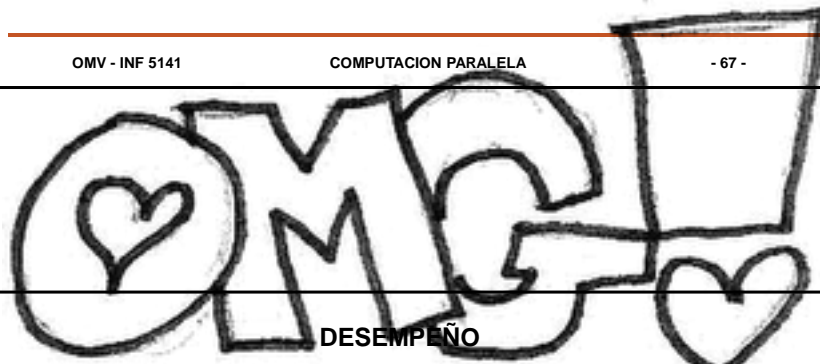 OMV - INF 5141 COMPUTACION PARALELA - 67 -
OMG!
DESEMPEÑO